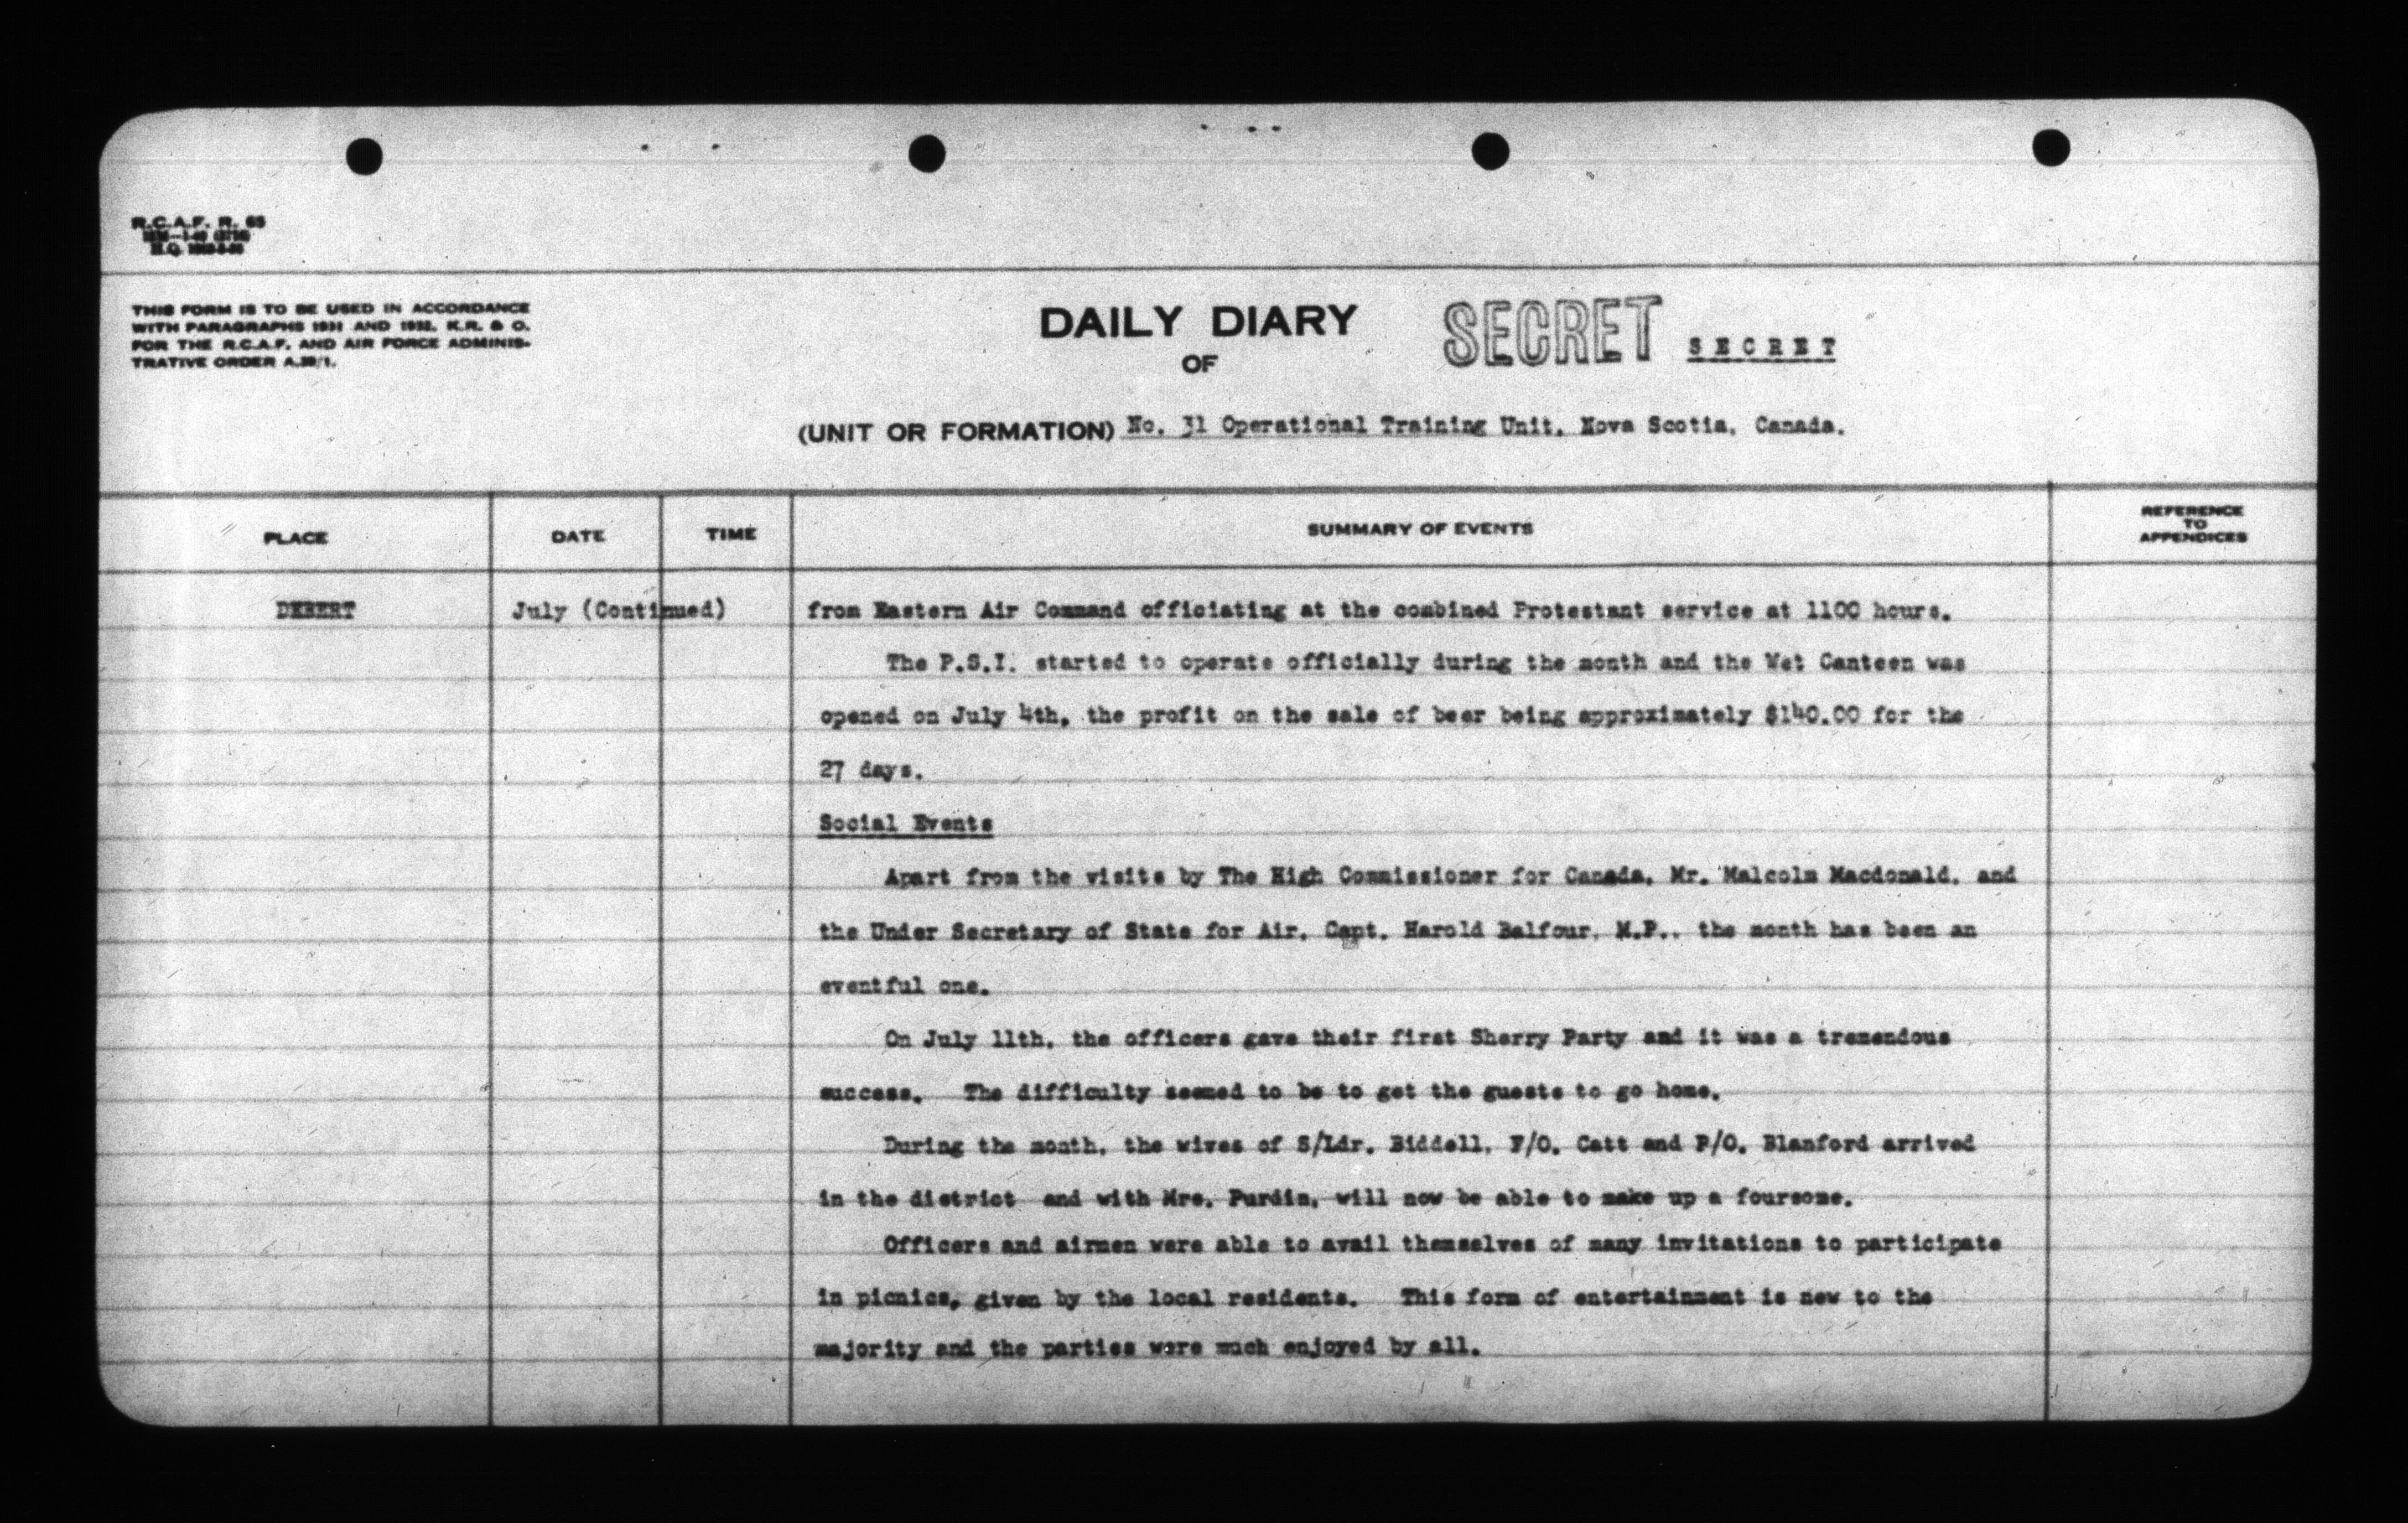 R.C.A.F. R. 65
THIS FORM IS TO BE USED IN ACCORDANCE
WITH PARAGRAPHS 1931 AND 1932, K.R. & O.
FOR THE R.C.A.F. AND AIR FORCE ADMINIS-
TRATIVE ORDER A.39/1.
DAILY DIARY
OF
SECRET
SECRET
(UNIT OR FORMATION) No. 31 Operational Training Unit, Nova Scotia, Canada.
PLACE
DATE
TIME
SUMMARY OF EVENTS
REFERENCE
TO
APPENDICES
DEBERT July (Continued) from Eastern Air Command officiating at the combined Protestant service at 1100 hours.
The P.S.I. started to operate officially during the month and the Wet Canteen was
opened on July 4th, the profit on the sale of beer being approximately $140.00 for the
27 days.
Social Events
Apart from the visits by The High Commissioner for Canada, Mr. Malcolm Macdonald, and
the Under Secretary of State for Air, Capt. Harold Balfour, M.P., the month has been an
eventful one.
On July 11th, the officers gave their first Sherry Party and it was a tremendous
success. The difficulty seemed to be to get the guests to go home.
During the month, the wives of S/Ldr. Biddell, F/O. Catt and P/O. Blanford arrived
in the district and with Mrs. Purdin, will now be able to make up a foursome.
Officers and airmen were able to avail themselves of many invitations to participate
in picnics, given by the local residents. This form of entertainment is new to the
majority and the parties were much enjoyed by all.